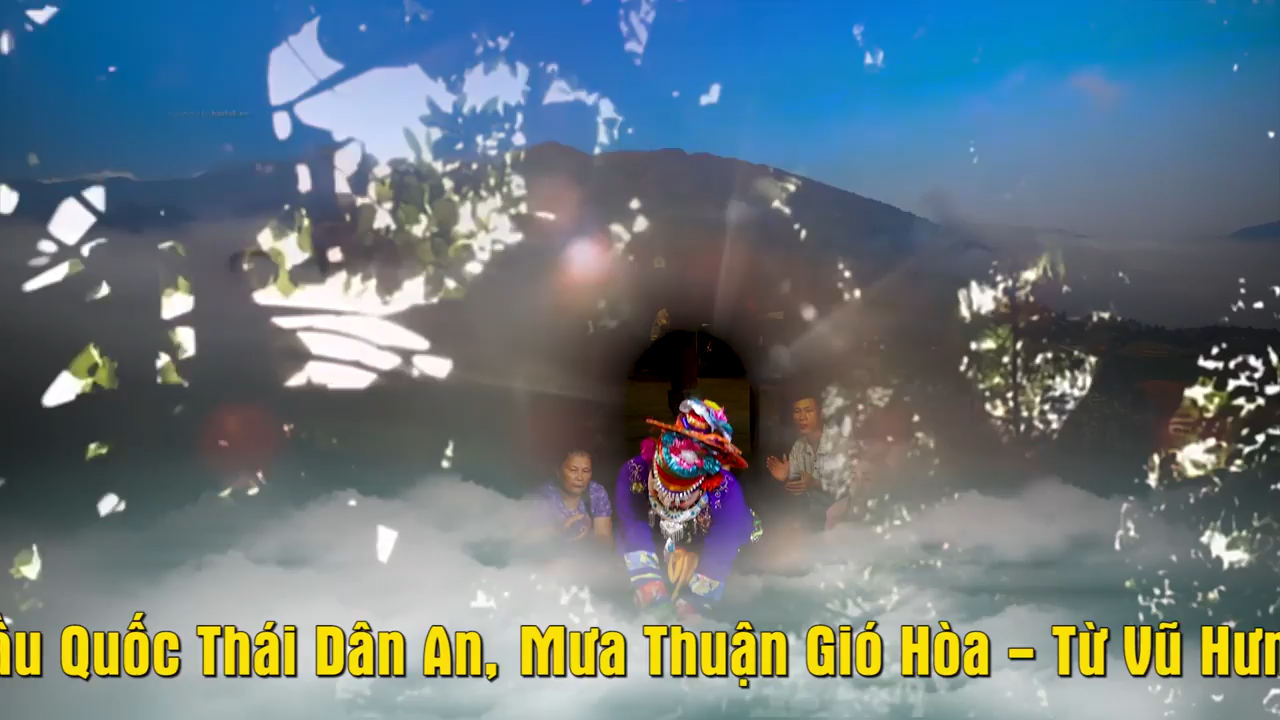 Quốc Thái Dân An, Mưa Thuận Gió Hòa – Từ Vũ